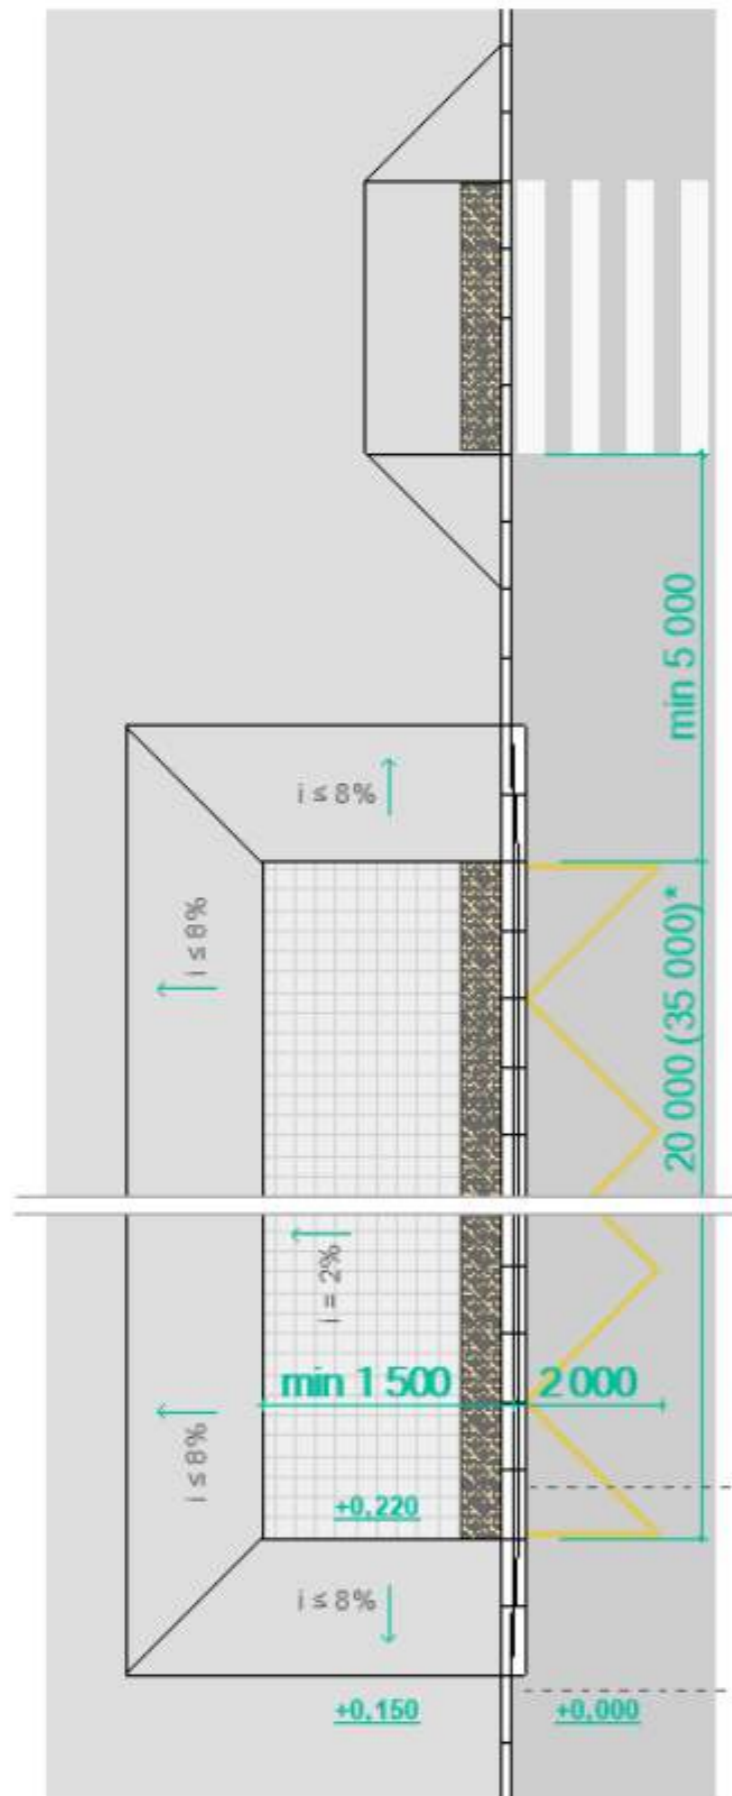 min 5 000
i ≤ 8%
i ≤ 8%
20 000 (35 000)*
i = 2%
min 1 500
2 000
i ≤ 8%
+0,220
i ≤ 8%
+0,150
+0,000